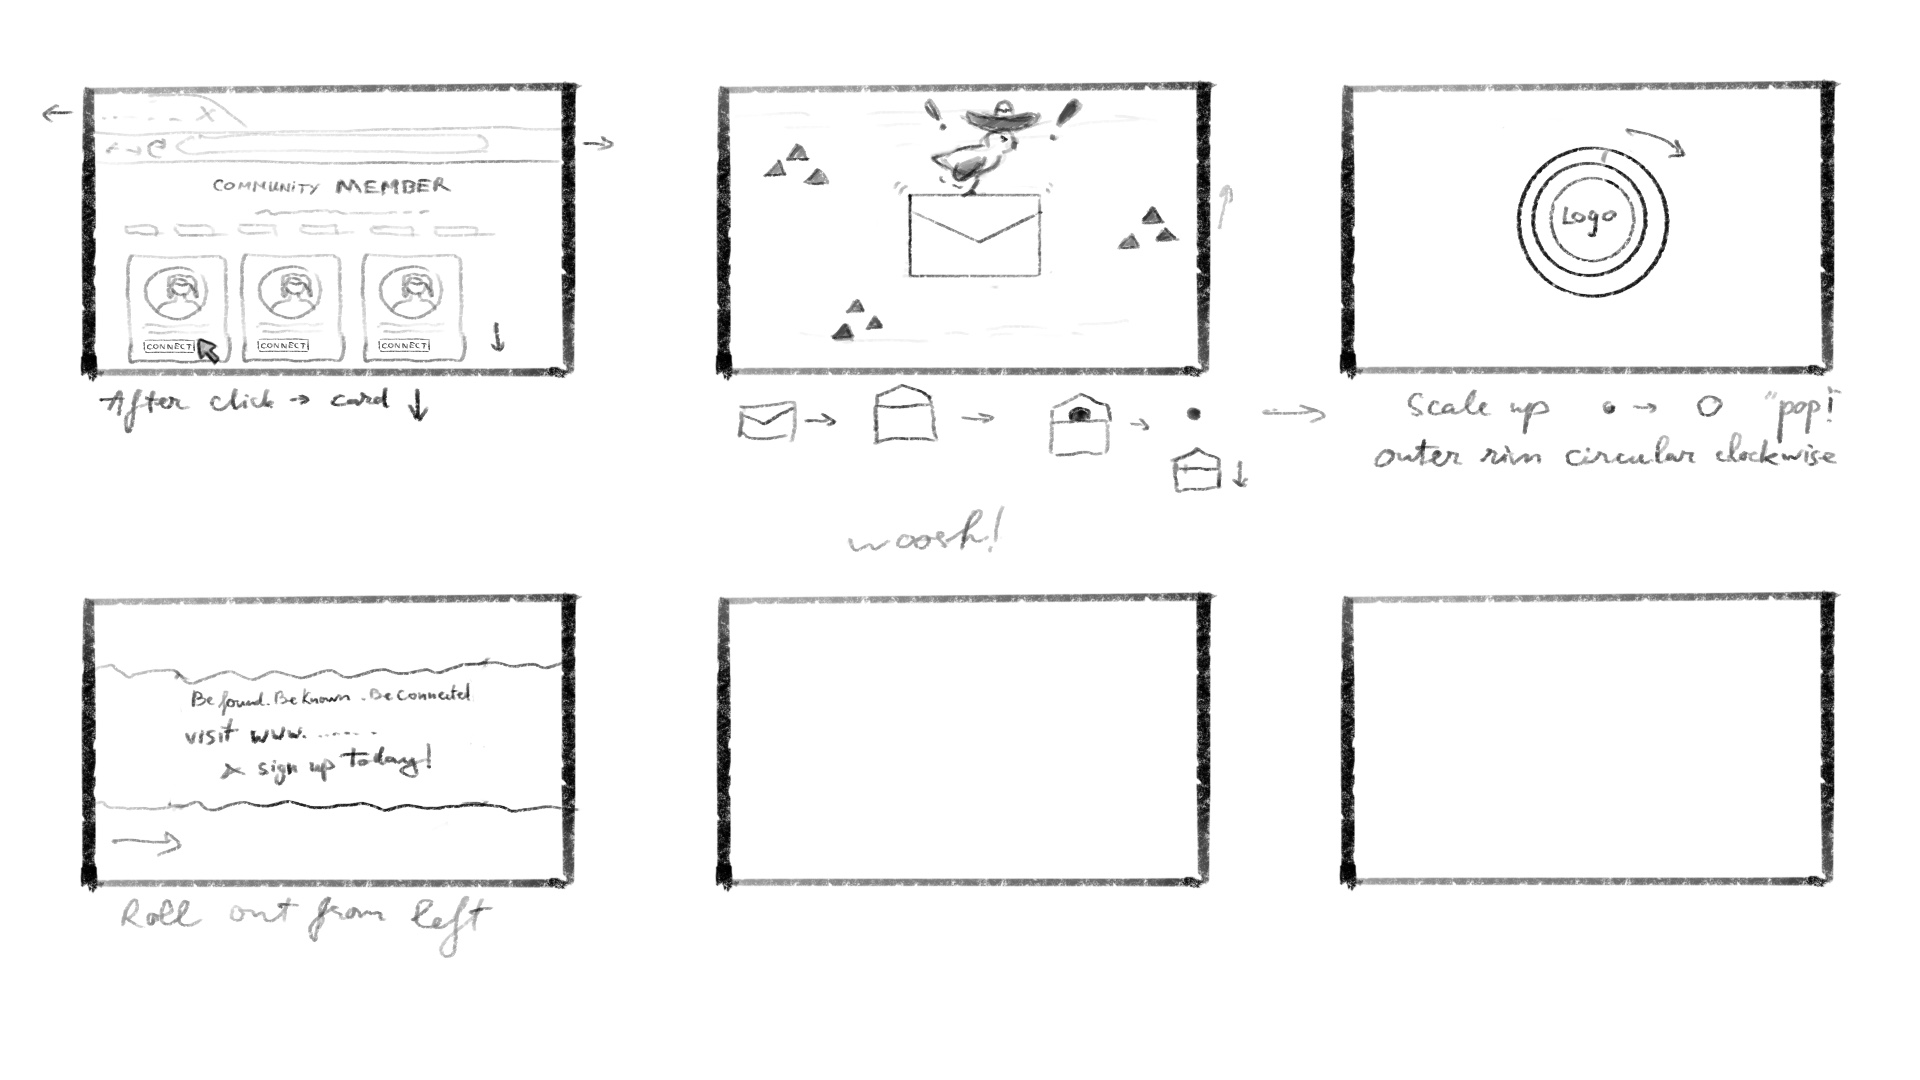 X
COMMUNITY MEMBER
CONNECT
CONNECT
CONNECT
After click → card ↓
Logo
Scale up • → O "pop!
outer rim circular clockwise
woosh!
Be found. Be Known. Be Connected
visit www. ......
& sign up today!
Roll out from left